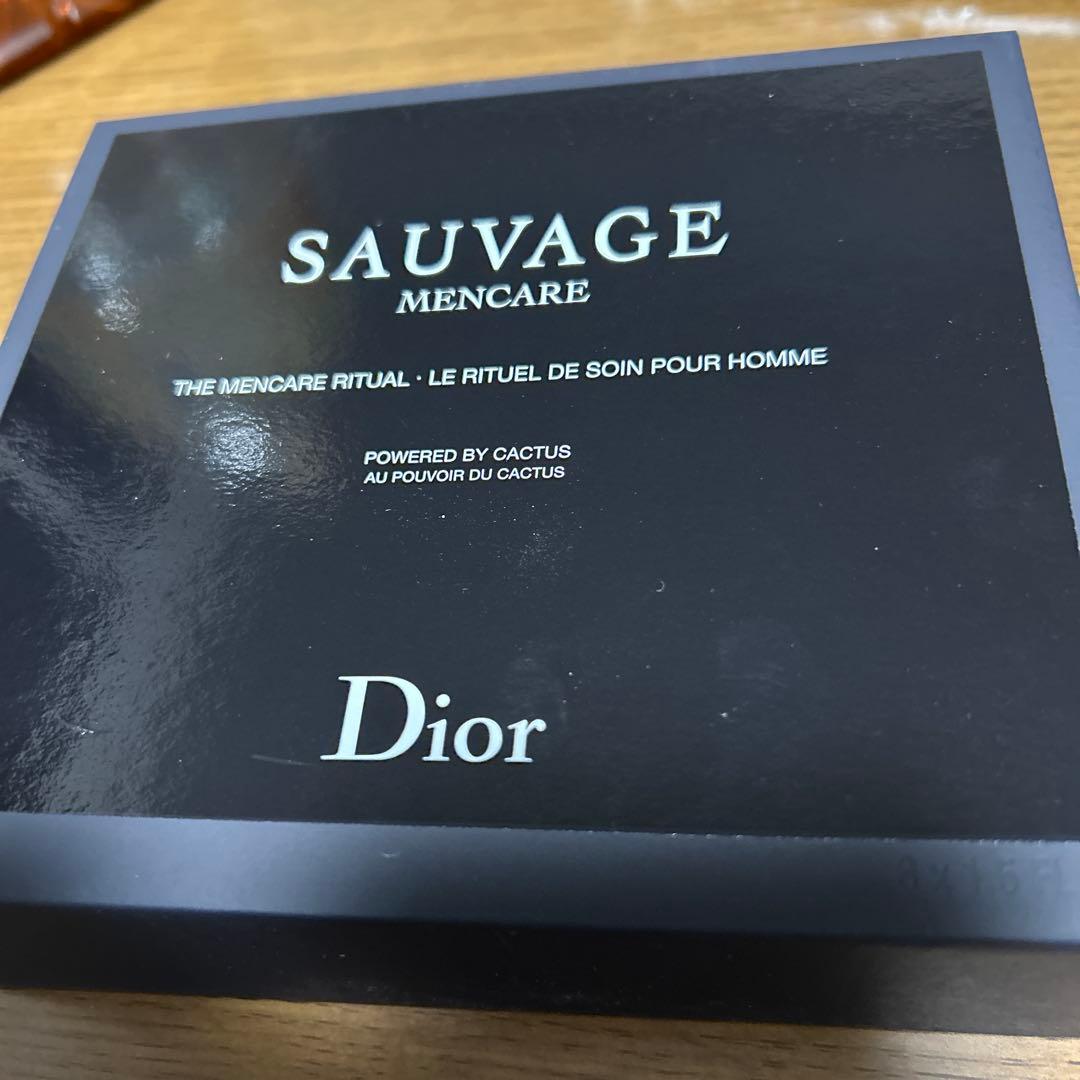 SAUVAGE
MENCARE
THE MENCARE RITUAL · LE RITUEL DE SOIN POUR HOMME
POWERED BY CACTUS
AU POUVOIR DU CACTUS
Dior